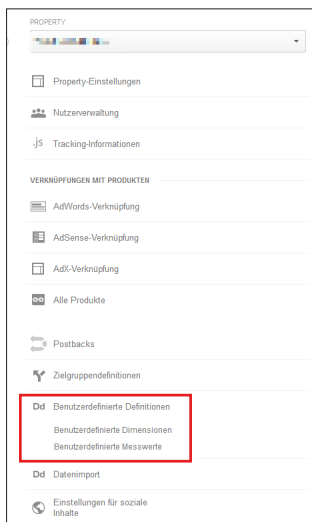 PROPERTY
Property-Einstellungen
Nutzerverwaltung
.js Tracking-Informationen
VERKNÜPFUNGEN MIT PRODUKTEN
AdWords-Verknüpfung
AdSense-Verknüpfung
AdX-Verknüpfung
Alle Produkte
Postbacks
Zielgruppendefinitionen
Dd Benutzerdefinierte Definitionen
Benutzerdefinierte Dimensionen
Benutzerdefinierte Messwerte
Dd Datenimport
Einstellungen für soziale
Inhalte